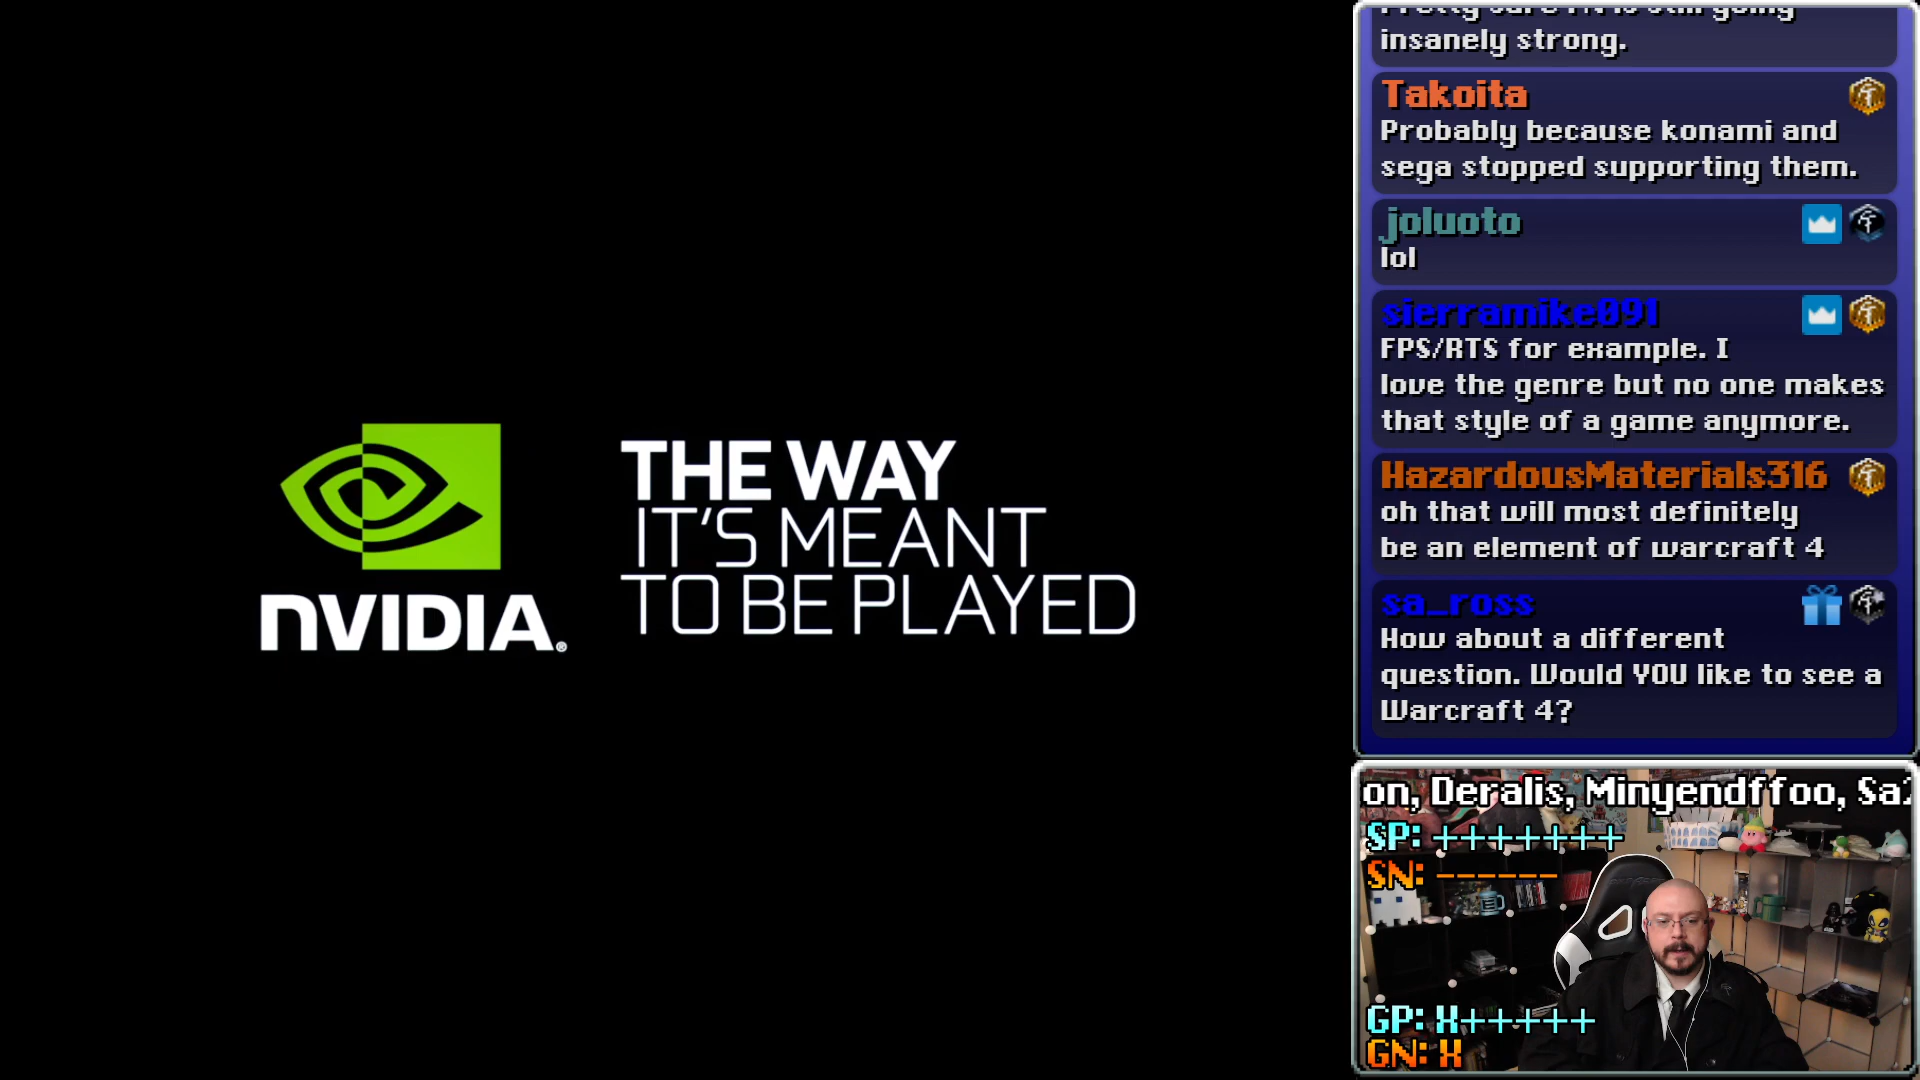 NVIDIA®
THE WAY
IT'S MEANT
TO BE PLAYED
insanely strong.
Takoita
Probably because konami and
sega stopped supporting them.
joluoto
lol
sierramike091
FPS/RTS for example. I
love the genre but no one makes
that style of a game anymore.
HazardousMaterials316
oh that will most definitely
be an element of warcraft 4
sa_ross
How about a different
question. Would YOU like to see a
Warcraft 4?
on, Deralis, Minyendffoo, Sa
SP: +++++++
SN: ------
GP: X+++++
GN: X